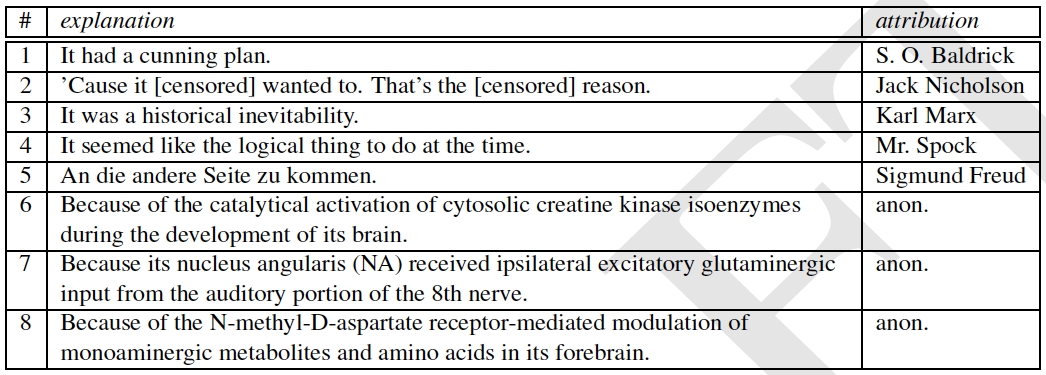 # explanation attribution
1 It had a cunning plan. S. O. Baldrick
2 ’Cause it [censored] wanted to. That’s the [censored] reason. Jack Nicholson
3 It was a historical inevitability. Karl Marx
4 It seemed like the logical thing to do at the time. Mr. Spock
5 An die andere Seite zu kommen. Sigmund Freud
6 Because of the catalytical activation of cytosolic creatine kinase isoenzymes anon.
during the development of its brain.
7 Because its nucleus angularis (NA) received ipsilateral excitatory glutaminergic anon.
input from the auditory portion of the 8th nerve.
8 Because of the N-methyl-D-aspartate receptor-mediated modulation of anon.
monoaminergic metabolites and amino acids in its forebrain.